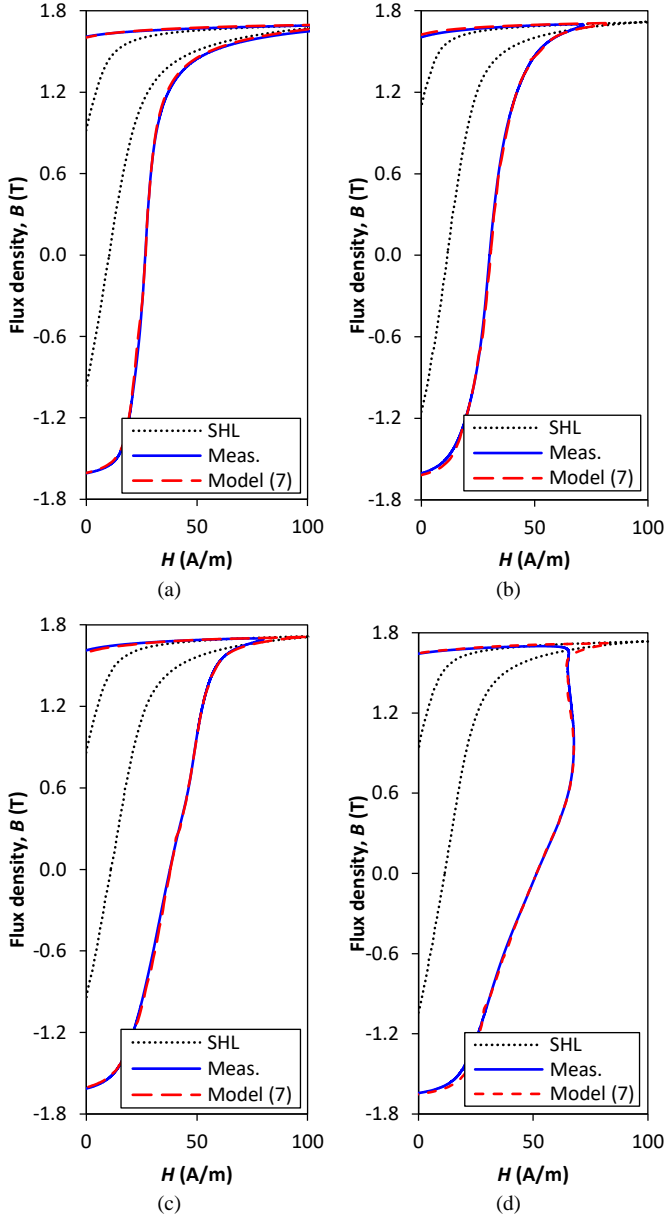 1.8
1.2
0.6
0.0
-0.6
-1.2
-1.8
Flux density, B (T)
SHL
Meas.
Model (7)
0
50
100
H (A/m)
(a)
1.8
1.2
0.6
0.0
-0.6
-1.2
-1.8
Flux density, B (T)
SHL
Meas.
Model (7)
0
50
100
H (A/m)
(b)
1.8
1.2
0.6
0.0
-0.6
-1.2
-1.8
Flux density, B (T)
SHL
Meas.
Model (7)
0
50
100
H (A/m)
(c)
1.8
1.2
0.6
0.0
-0.6
-1.2
-1.8
Flux density, B (T)
SHL
Meas.
Model (7)
0
50
100
H (A/m)
(d)